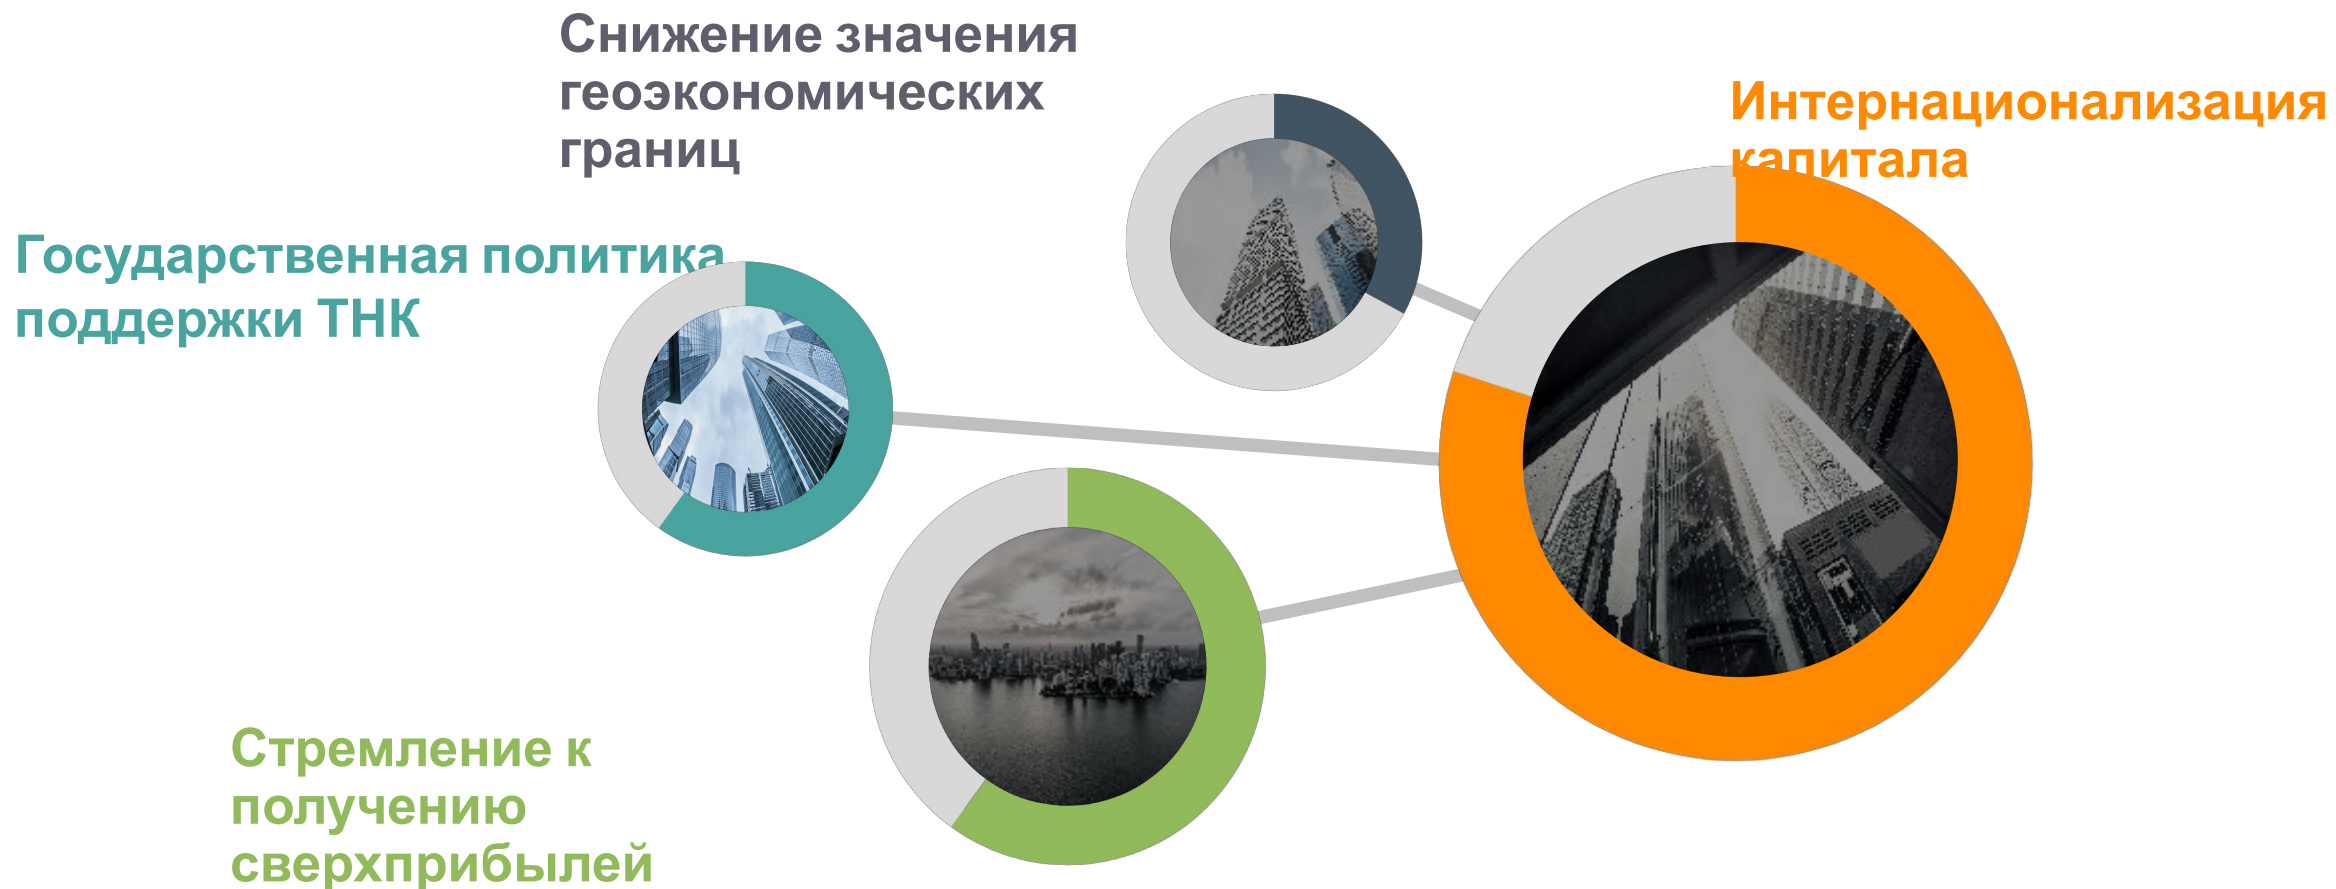 Снижение значения
геоэкономических
границ
Интернационализация
капитала
Государственная политика
поддержки ТНК
Стремление к
получению
сверхприбылей